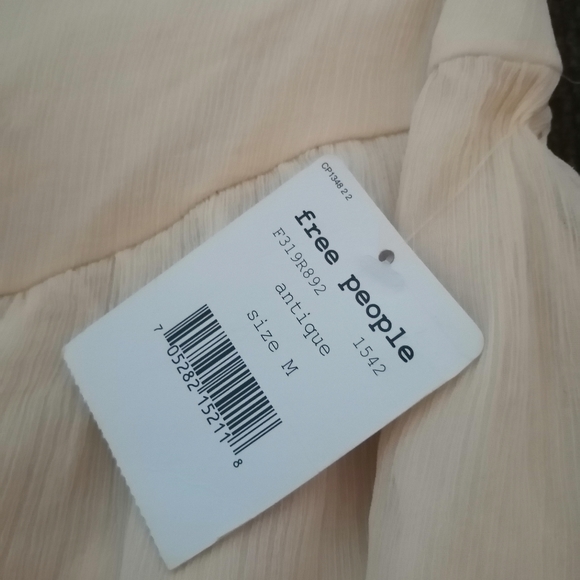 CP1348 2:2
free people
F319R892 1542
antique
size M
7 05282 15211 8